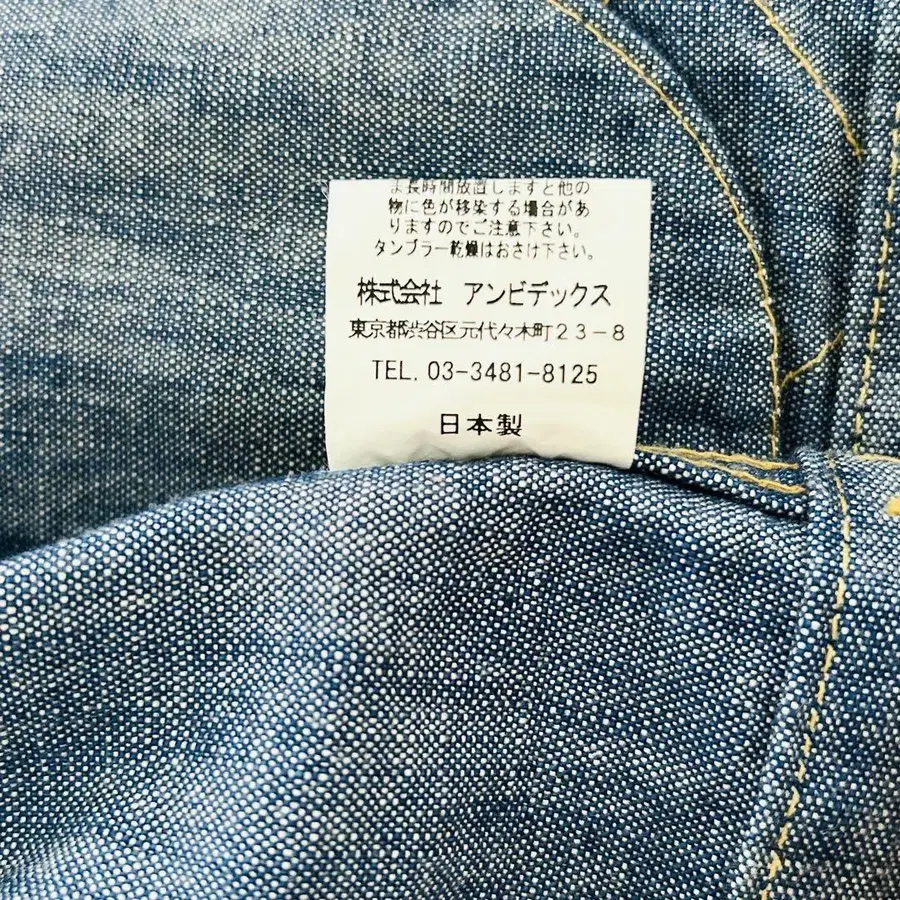 ま長時間放置しますと他の
物に色が移染する場合があ
りますのでご注意下さい。
タンブラー乾燥はおさけ下さい。
株式会社 アンビデックス
東京都渋谷区元代々木町23-8
TEL. 03-3481-8125
日本製